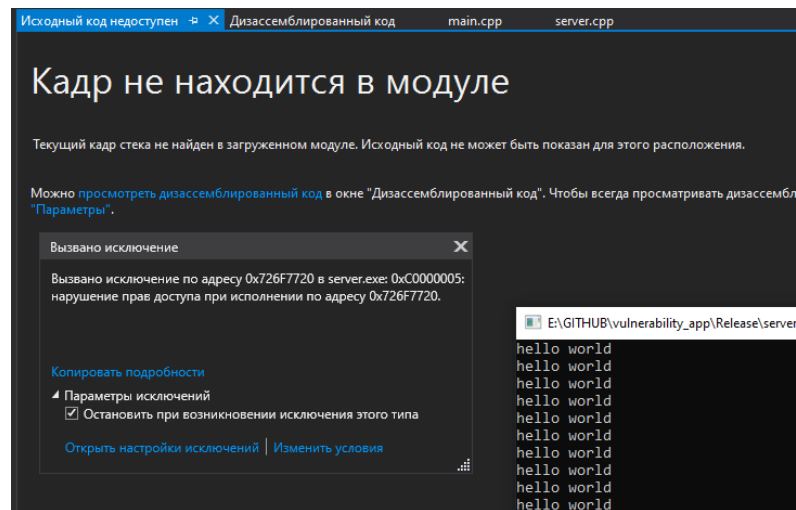 Исходный код недоступен Дизассемблированный код main.cpp server.cpp
Кадр не находится в модуле
Текущий кадр стека не найден в загруженном модуле. Исходный код не может быть показан для этого расположения.
Можно просмотреть дизассемблированный код в окне "Дизассемблированный код". Чтобы всегда просматривать дизассембл
"Параметры".
Вызвано исключение
Вызвано исключение по адресу 0x726F7720 в server.exe: 0xC0000005:
нарушение прав доступа при исполнении по адресу 0x726F7720.
Копировать подробности
Параметры исключений
Остановить при возникновении исключения этого типа
Открыть настройки исключений | Изменить условия
E:\GITHUB\vulnerability_app\Release\server
hello world
hello world
hello world
hello world
hello world
hello world
hello world
hello world
hello world
hello world